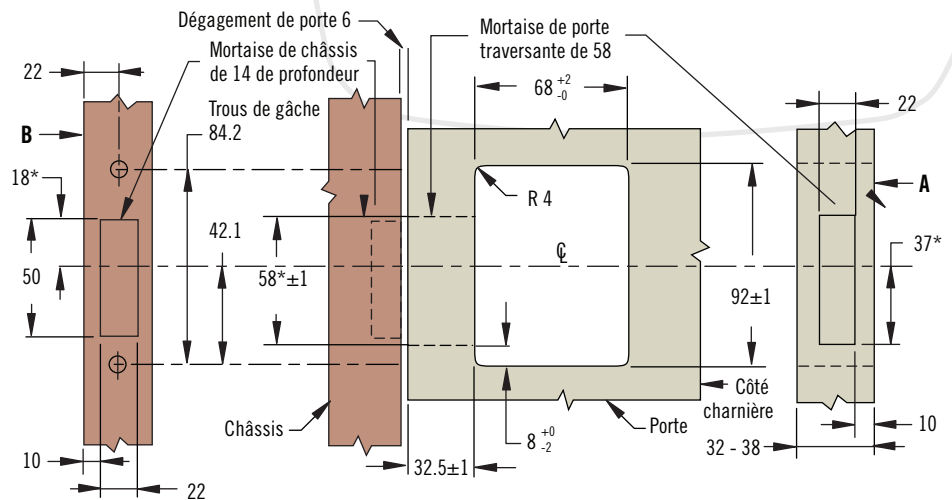 Dégagement de porte 6
Mortaise de châssis
de 14 de profondeur
Mortaise de porte
traversante de 58
22
68 +2 -0
22
Trous de gâche
B
84.2
18*
R 4
A
42.1
50
58*±1
℄
37*
92±1
Côté
charnière
Châssis
Porte
8 +0 -2
10
32 - 38
10
32.5±1
22